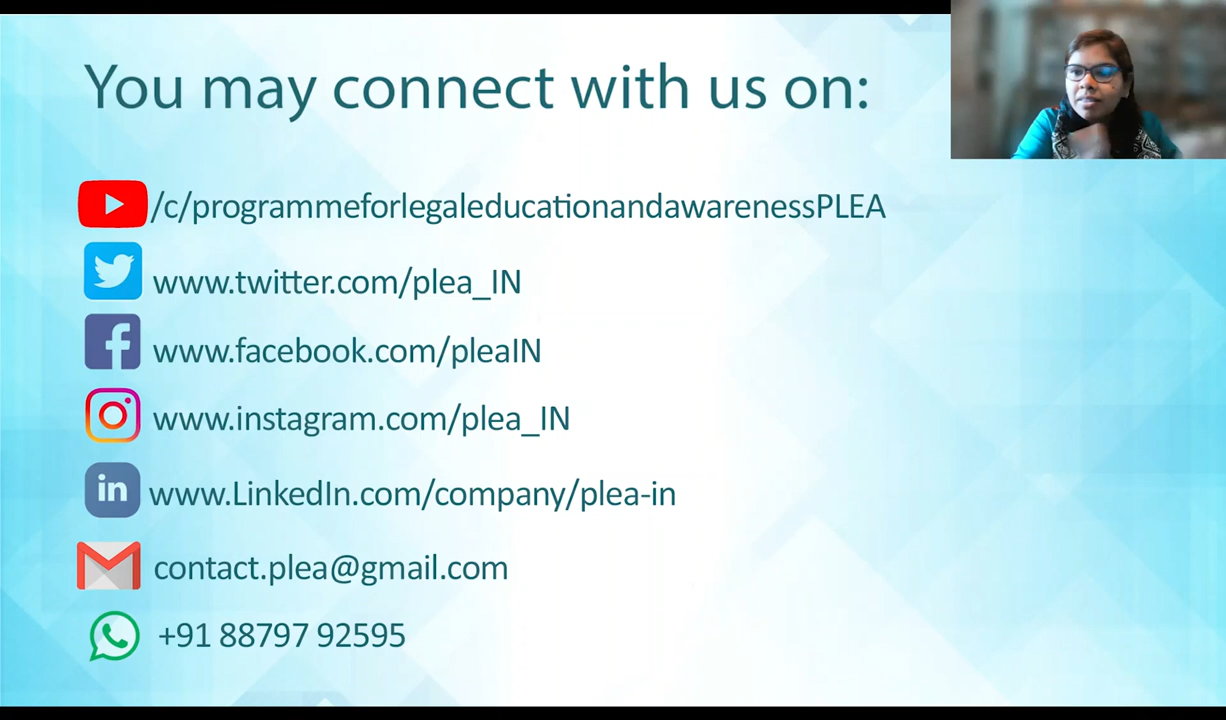 You may connect with us on:
/c/programmeforlegaleducationandawarenessPLEA
www.twitter.com/plea_IN
www.facebook.com/pleaIN
www.instagram.com/plea_IN
in www.LinkedIn.com/company/plea-in
contact.plea@gmail.com
+91 88797 92595